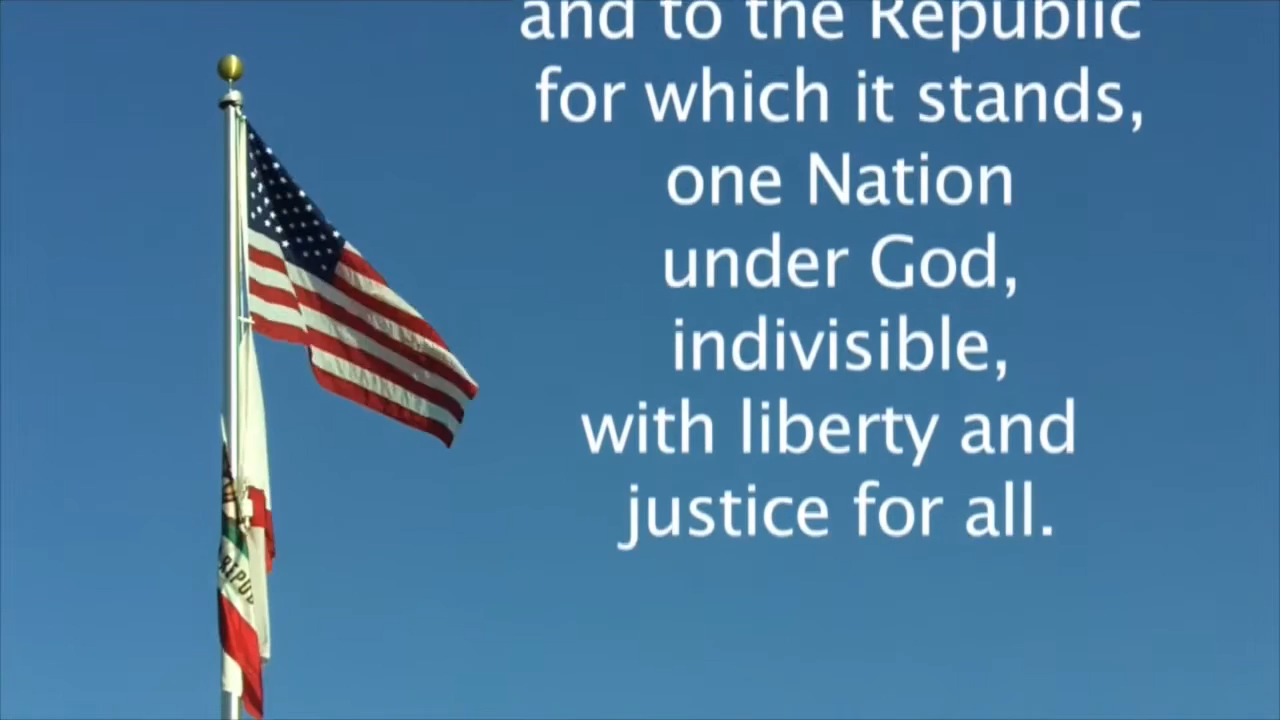 and to the Republic
for which it stands,
one Nation
under God,
indivisible,
with liberty and
justice for all.